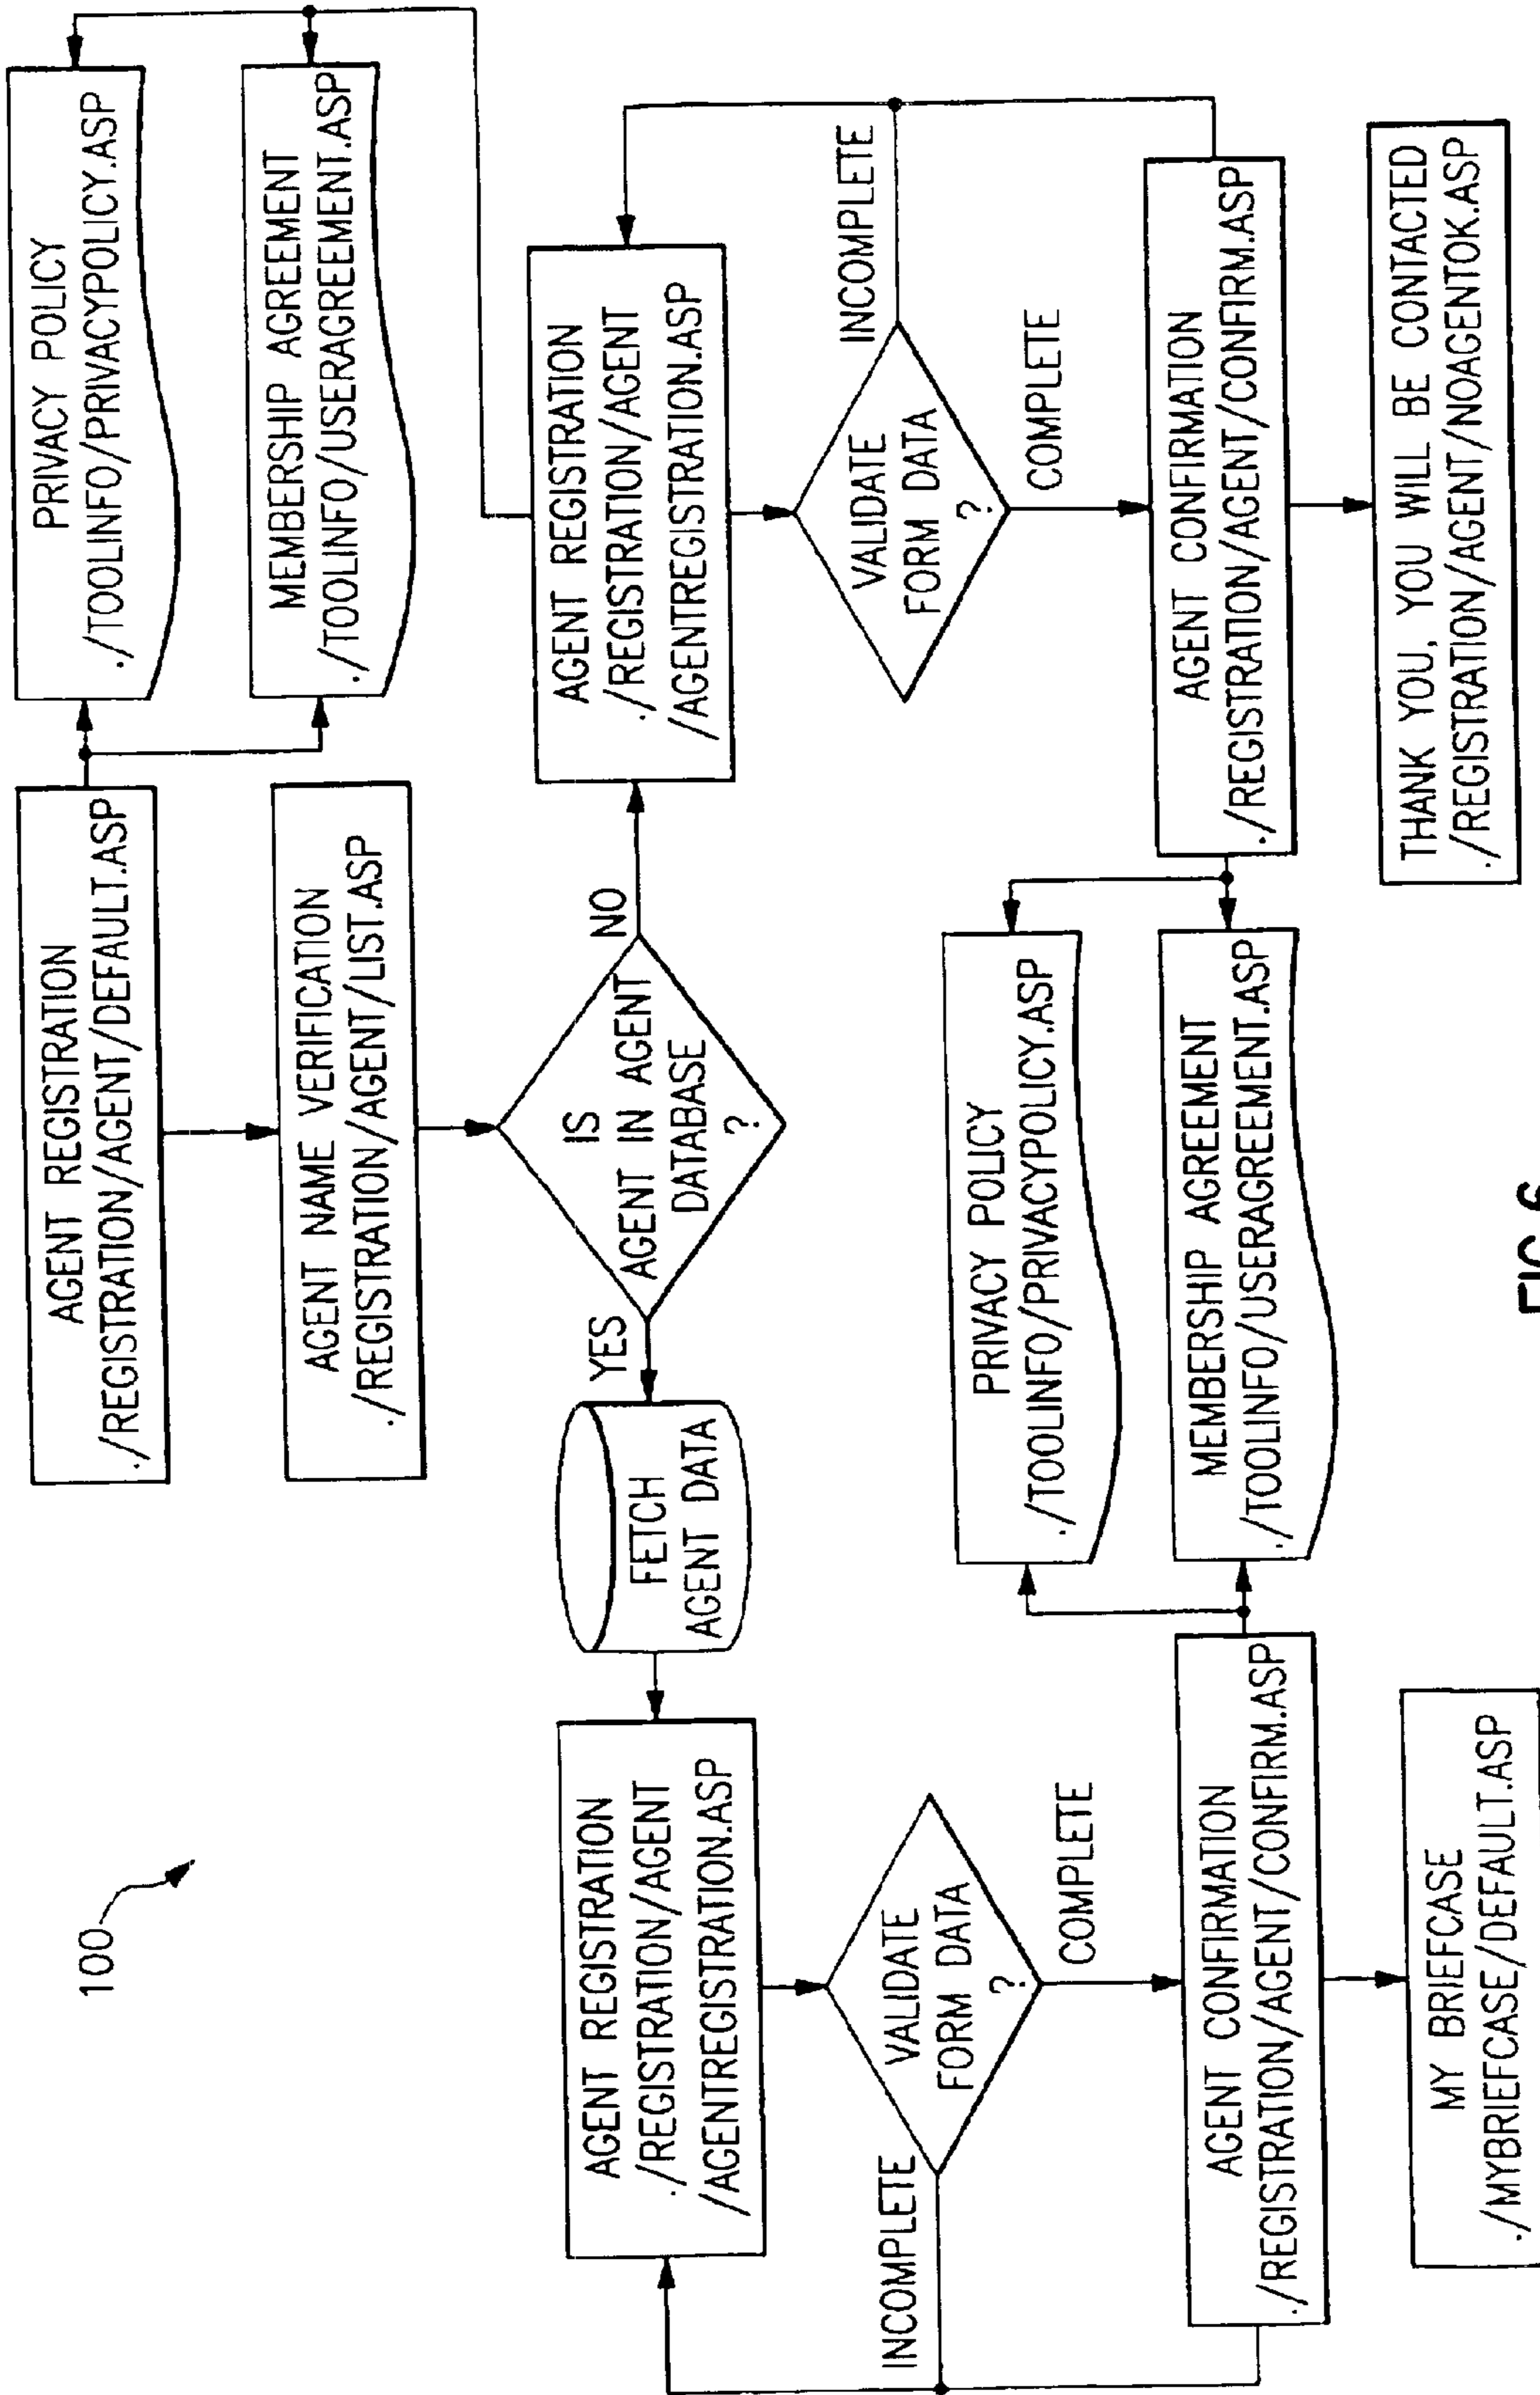 100
AGENT REGISTRATION
./REGISTRATION/AGENT/DEFAULT.ASP
PRIVACY POLICY
./TOOLINFO/PRIVACYPOLICY.ASP
MEMBERSHIP AGREEMENT
./TOOLINFO/USERAGREEMENT.ASP
AGENT NAME VERIFICATION
./REGISTRATION/AGENT/LIST.ASP
IS
AGENT IN AGENT
DATABASE
?
YES
NO
FETCH
AGENT DATA
AGENT REGISTRATION
./REGISTRATION/AGENT
/AGENTREGISTRATION.ASP
AGENT REGISTRATION
./REGISTRATION/AGENT
/AGENTREGISTRATION.ASP
INCOMPLETE
VALIDATE
FORM DATA
?
COMPLETE
VALIDATE
FORM DATA
?
INCOMPLETE
COMPLETE
PRIVACY POLICY
./TOOLINFO/PRIVACYPOLICY.ASP
MEMBERSHIP AGREEMENT
./TOOLINFO/USERAGREEMENT.ASP
AGENT CONFIRMATION
./REGISTRATION/AGENT/CONFIRM.ASP
AGENT CONFIRMATION
./REGISTRATION/AGENT/CONFIRM.ASP
MY BRIEFCASE
./MYBRIEFCASE/DEFAULT.ASP
THANK YOU, YOU WILL BE CONTACTED
./REGISTRATION/AGENT/NOAGENTOK.ASP
FIG.6